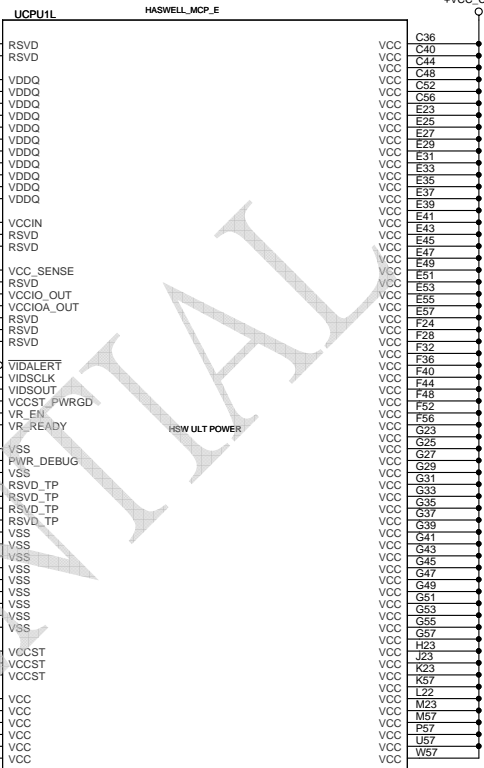 UCPU1L
HASWELL_MCP_E
RSVD
RSVD
VDDQ
VDDQ
VDDQ
VDDQ
VDDQ
VDDQ
VDDQ
VDDQ
VDDQ
VDDQ
VDDQ
VCCIN
RSVD
RSVD
VCC_SENSE
RSVD
VCCIO_OUT
VCCIOA_OUT
RSVD
RSVD
RSVD
VIDALERT
VIDSCLK
VIDSOUT
VCCST_PWRGD
VR_EN
VR_READY
VSS
PWR_DEBUG
VSS
RSVD_TP
RSVD_TP
RSVD_TP
RSVD_TP
VSS
VSS
VSS
VSS
VSS
VSS
VSS
VSS
VSS
VCCST
VCCST
VCCST
VCC
VCC
VCC
VCC
VCC
VCC
HSW ULT POWER
VCC C36
VCC C40
VCC C44
VCC C48
VCC C52
VCC C56
VCC E23
VCC E25
VCC E27
VCC E29
VCC E31
VCC E33
VCC E35
VCC E37
VCC E39
VCC E41
VCC E43
VCC E45
VCC E47
VCC E49
VCC E51
VCC E53
VCC E55
VCC E57
VCC F24
VCC F28
VCC F32
VCC F36
VCC F40
VCC F44
VCC F48
VCC F52
VCC F56
VCC G23
VCC G25
VCC G27
VCC G29
VCC G31
VCC G33
VCC G35
VCC G37
VCC G39
VCC G41
VCC G43
VCC G45
VCC G47
VCC G49
VCC G51
VCC G53
VCC G55
VCC G57
VCC H23
VCC J23
VCC K23
VCC K57
VCC L22
VCC M23
VCC M57
VCC P57
VCC U57
VCC W57
NTIAL